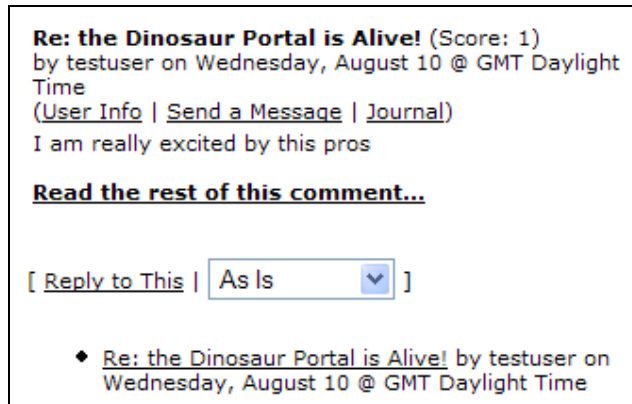 Re: the Dinosaur Portal is Alive! (Score: 1)
by testuser on Wednesday, August 10 @ GMT Daylight
Time
(User Info | Send a Message | Journal)
I am really excited by this pros
Read the rest of this comment...
[ Reply to This | As Is ]
Re: the Dinosaur Portal is Alive! by testuser on
Wednesday, August 10 @ GMT Daylight Time